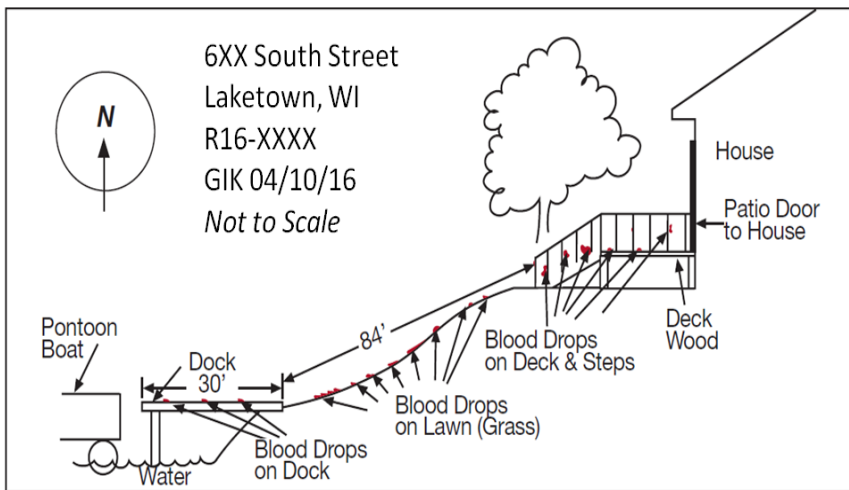 6XX South Street
Laketown, WI
R16-XXXX
GIK 04/10/16
Not to Scale
N
House
Patio Door
to House
Deck
Wood
Blood Drops
on Deck & Steps
84'
Pontoon
Boat
Dock
30'
Blood Drops
on Lawn (Grass)
Blood Drops
on Dock
Water